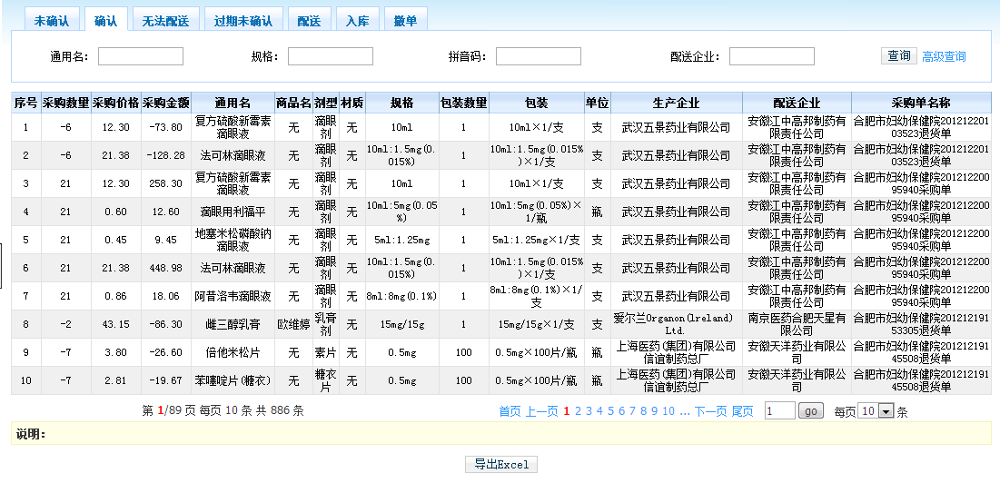 未确认 确认 无法配送 过期未确认 配送 入库 撤单
通用名: 规格: 拼音码: 配送企业: 查询 高级查询
序号 采购数量 采购价格 采购金额 通用名 商品名 剂型 材质 规格 包装数量 包装 单位 生产企业 配送企业 采购单名称
1 -6 12.30 -73.80 复方硫酸新霉素滴眼液 无 滴眼剂 无 10ml 1 10ml×1/支 支 武汉五景药业有限公司 安徽江中高邦制药有限责任公司 合肥市妇幼保健院20121220103523退货单
2 -6 21.38 -128.28 法可林滴眼液 无 滴眼剂 无 10ml:1.5mg(0.015%) 1 10ml:1.5mg(0.015%)×1/支 支 武汉五景药业有限公司 安徽江中高邦制药有限责任公司 合肥市妇幼保健院20121220103523退货单
3 21 12.30 258.30 复方硫酸新霉素滴眼液 无 滴眼剂 无 10ml 1 10ml×1/支 支 武汉五景药业有限公司 安徽江中高邦制药有限责任公司 合肥市妇幼保健院20121220095940采购单
4 21 0.60 12.60 滴眼用利福平 无 滴眼剂 无 10ml:5mg(0.05%) 1 10ml:5mg(0.05%)×1/瓶 瓶 武汉五景药业有限公司 安徽江中高邦制药有限责任公司 合肥市妇幼保健院20121220095940采购单
5 21 0.45 9.45 地塞米松磷酸钠滴眼液 无 滴眼剂 无 5ml:1.25mg 1 5ml:1.25mg×1/支 支 武汉五景药业有限公司 安徽江中高邦制药有限责任公司 合肥市妇幼保健院20121220095940采购单
6 21 21.38 448.98 法可林滴眼液 无 滴眼剂 无 10ml:1.5mg(0.015%) 1 10ml:1.5mg(0.015%)×1/支 支 武汉五景药业有限公司 安徽江中高邦制药有限责任公司 合肥市妇幼保健院20121220095940采购单
7 21 0.86 18.06 阿昔洛韦滴眼液 无 滴眼剂 无 8ml:8mg(0.1%) 1 8ml:8mg(0.1%)×1/支 支 武汉五景药业有限公司 安徽江中高邦制药有限责任公司 合肥市妇幼保健院20121220095940采购单
8 -2 43.15 -86.30 雌三醇乳膏 欧维婷 乳膏剂 无 15mg/15g 1 15mg/15g×1/支 支 爱尔兰Organon(Ireland)Ltd. 南京医药合肥天星有限公司 合肥市妇幼保健院20121219153305退货单
9 -7 3.80 -26.60 倍他米松片 无 素片 无 0.5mg 100 0.5mg×100片/瓶 瓶 上海医药(集团)有限公司信谊制药总厂 安徽天洋药业有限公司 合肥市妇幼保健院20121219145508退货单
10 -7 2.81 -19.67 苯噻啶片(糖衣) 无 糖衣片 无 0.5mg 100 0.5mg×100片/瓶 瓶 上海医药(集团)有限公司信谊制药总厂 安徽天洋药业有限公司 合肥市妇幼保健院20121219145508退货单
第 1/89 页 每页 10 条 共 886 条 首页 上一页 1 2 3 4 5 6 7 8 9 10 ... 下一页 尾页 1 go 每页 10 条
说明:
导出Excel